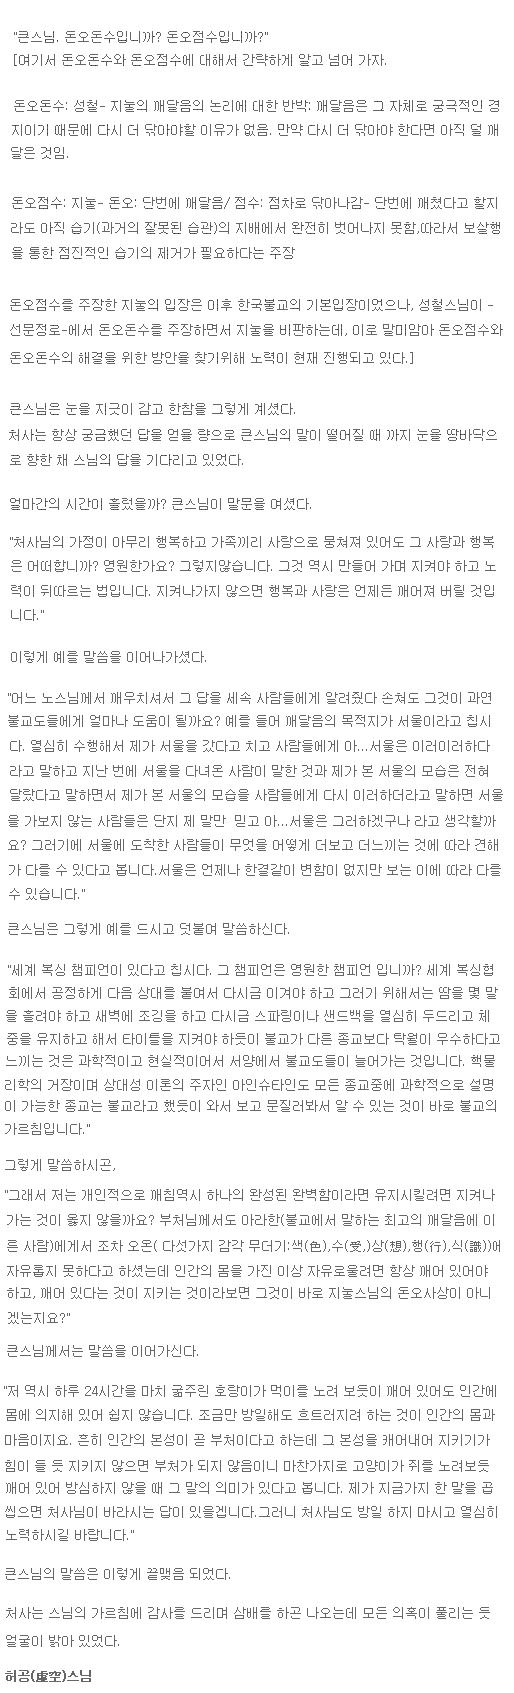 "큰스님. 돈오돈수입니까? 돈오점수입니까?"
[여기서 돈오돈수와 돈오점수에 대해서 간략하게 알고 넘어 가자.
돈오돈수: 성철- 지눌의 깨달음의 논리에 대한 반박; 깨달음은 그 자체로 궁극적인 경
지이기 때문에 다시 더 닦아야할 이유가 없음. 만약 다시 더 닦아야 한다면 아직 덜 깨
달은 것임.
돈오점수: 지눌- 돈오: 단번에 깨달음/ 점수: 점차로 닦아나감- 단번에 깨쳤다고 할지
라도 아직 습기(과거의 잘못된 습관)의 지배에서 완전히 벗어나지 못함,따라서 보살행
을 통한 점진적인 습기의 제거가 필요하다는 주장
돈오점수를 주장한 지눌의 입장은 이후 한국불교의 기본입장이었으나, 성철스님이 -
선문정로-에서 돈오돈수를 주장하면서 지눌을 비판하는데, 이로 말미암아 돈오점수와
돈오돈수의 해결을 위한 방안을 찾기위해 노력이 현재 진행되고 있다.]
큰스님은 눈을 지긋이 감고 한참을 그렇게 계셨다.
처사는 항상 궁금했던 답을 얻을 량으로 큰스님의 말이 떨어질 때 까지 눈을 땅바닥으
로 향한 채 스님의 답을 기다리고 있었다.
얼마간의 시간이 흘렀을까? 큰스님이 말문을 여셨다.
"처사님의 가정이 아무리 행복하고 가족끼리 사랑으로 뭉쳐져 있어도 그 사랑과 행복
은 어떠합니까? 영원한가요? 그렇지않습니다. 그것 역시 만들어 가며 지켜야 하고 노
력이 뒤따르는 법입니다. 지켜나가지 않으면 행복과 사랑은 언제든 깨어져 버릴 것입
니다."
이렇게 예를 말씀을 이어나가셨다.
"어느 노스님에서 깨우치셔서 그 답을 세속 사람들에게 알려줬다 손쳐도 그것이 과연
불교도들에게 얼마나 도움이 될까요? 예를 들어 깨달음의 목적지가 서울이라고 칩시
다. 열심히 수행해서 제가 서울을 갔다고 치고 사람들에게 아...서울은 이러이러하다
라고 말하고 지난 번에 서울을 다녀온 사람이 말한 것과 제가 본 서울의 모습은 전혀
달랐다고 말하면서 제가 본 서울의 모습을 사람들에게 다시 이러하더라고 말하면 서울
을 가보지 않는 사람들은 단지 제 말만  믿고 아...서울은 그러하겠구나 라고 생각할까
요? 그러기에 서울에 도착한 사람들이 무엇을 어떻게 더보고 더느끼는 것에 따라 견해
가 다를 수 있다고 봅니다.서울은 언제나 한결같이 변함이 없지만 보는 이에 따라 다를
수 있습니다."
큰스님은 그렇게 예를 드시고 덧붙여 말씀하신다.
"세계 복싱 챔피언이 있다고 칩시다. 그 챔피언은 영원한 챔피언 입니까? 세계 복싱협
회에서 공정하게 다음 상대를 붙여서 다시금 이겨야 하고 그러기 위해서는 땀을 몇 말
을 흘려야 하고 새벽에 조깅을 하고 다시금 스파링이나 샌드백을 열심히 두드리고 체
중을 유지하고 해서 타이틀을 지켜야 하듯이 불교가 다른 종교보다 탁월이 우수하다고
느끼는 것은 과학적이고 현실적이어서 서양에서 불교도들이 늘어가는 것입니다. 핵물
리학의 거장이며 상대성 이론의 주자인 아인슈타인도 모든 종교중에 과학적으로 설명
이 가능한 종교는 불교라고 했듯이 와서 보고 문질러봐서 알 수 있는 것이 바로 불교의
가르침입니다."
그렇게 말씀하시곤,
"그래서 저는 개인적으로 깨침역시 하나의 완성된 완벽함이라면 유지시킬려면 지켜나
가는 것이 옳지 않을까요? 부처님께서도 아라한(불교에서 말하는 최고의 깨달음에 이
른 사람)에게서 조차 오온( 다섯가지 감각 무더기:색(色),수(受,)상(想),행(行),식(識))에
자유롭지 못하다고 하셨는데 인간의 몸을 가진 이상 자유로울려면 항상 깨어 있어야
하고, 깨어 있다는 것이 지키는 것이라보면 그것이 바로 지눌스님의 돈오사상이 아니
겠는지요?"
큰스님께서는 말씀을 이어가신다.
"저 역시 하루 24시간을 마치 굶주린 호랑이가 먹이를 노려 보듯이 깨어 있어도 인간에
몸에 의지해 있어 쉽지 않습니다. 조금만 방일해도 흐트러지려 하는 것이 인간의 몸과
마음이지요. 흔히 인간의 본성이 곧 부처이다고 하는데 그 본성을 캐어내어 지키기가
힘이 들 듯 지키지 않으면 부처가 되지 않음이니 마찬가지로 고양이가 쥐를 노려보듯
깨어 있어 방심하지 않을 때 그 말의 의미가 있다고 봅니다. 제가 지금가지 한 말을 곱
씹으면 처사님이 바라시는 답이 있을겝니다.그러니 처사님도 방일 하지 마시고 열심히
노력하시길 바랍니다."
큰스님의 말씀은 이렇게 끝맺음 되었다.
처사는 스님의 가르침에 감사를 드리며 삼배를 하곤 나오는데 모든 의혹이 풀리는 듯
얼굴이 밝아 있었다.
허공(虛空)스님